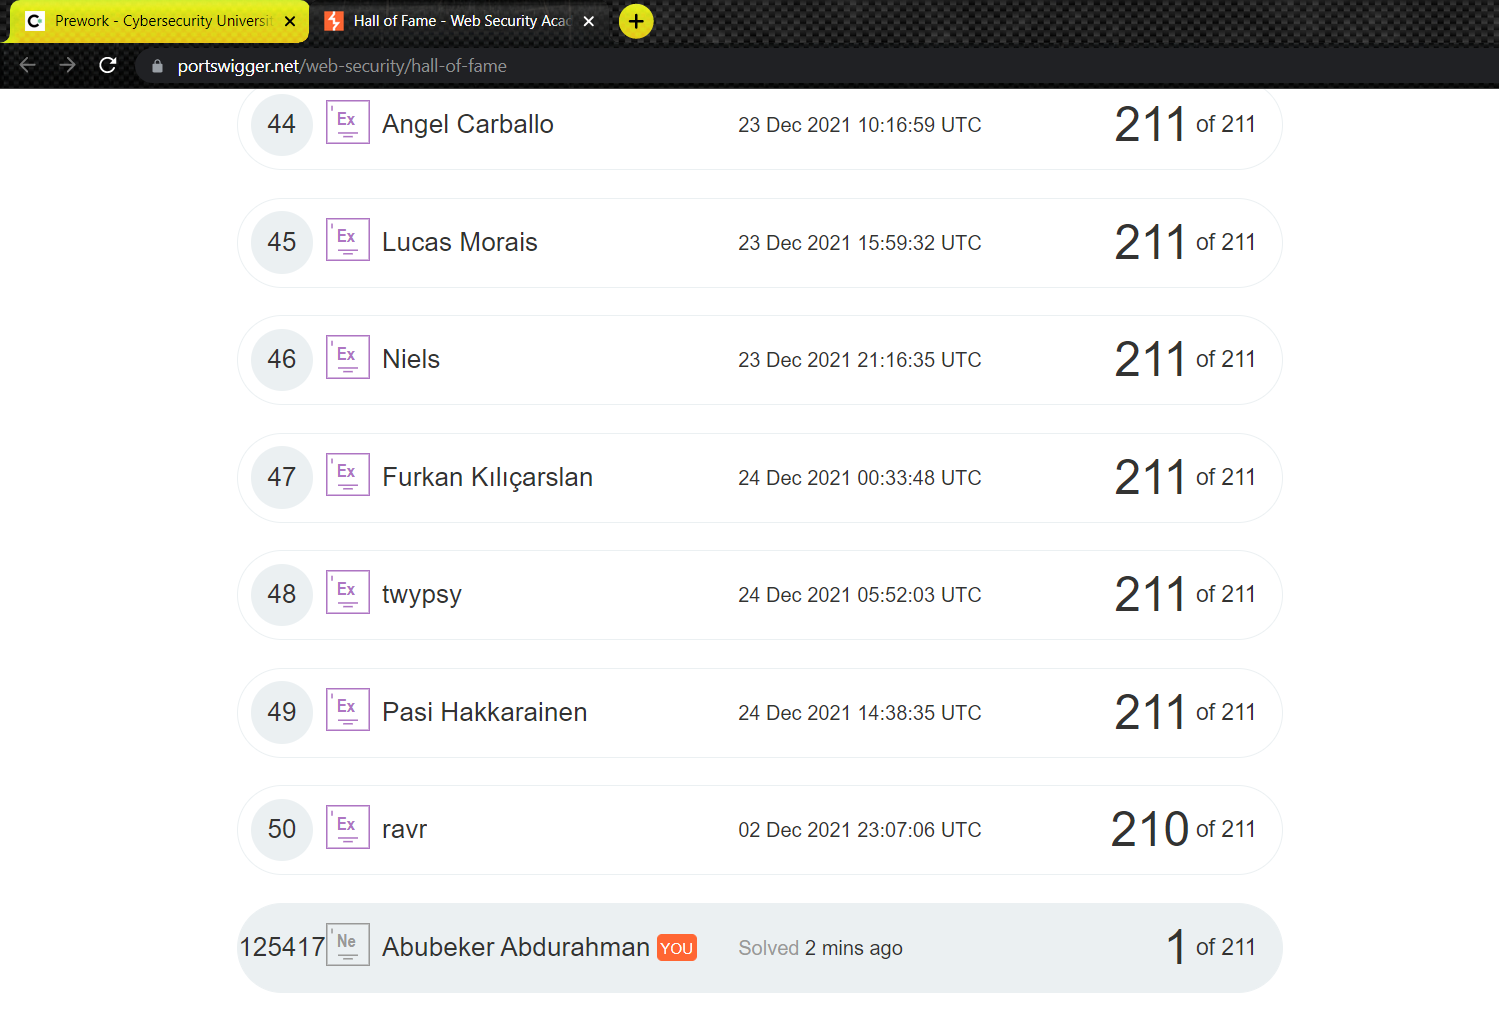 Prework - Cybersecurity Universit
Hall of Fame - Web Security Aca
portswigger.net/web-security/hall-of-fame
44 Ex Angel Carballo 23 Dec 2021 10:16:59 UTC 211 of 211
45 Ex Lucas Morais 23 Dec 2021 15:59:32 UTC 211 of 211
46 Ex Niels 23 Dec 2021 21:16:35 UTC 211 of 211
47 Ex Furkan Kılıçarslan 24 Dec 2021 00:33:48 UTC 211 of 211
48 Ex twypsy 24 Dec 2021 05:52:03 UTC 211 of 211
49 Ex Pasi Hakkarainen 24 Dec 2021 14:38:35 UTC 211 of 211
50 Ex ravr 02 Dec 2021 23:07:06 UTC 210 of 211
125417 Ne Abubeker Abdurahman YOU Solved 2 mins ago 1 of 211